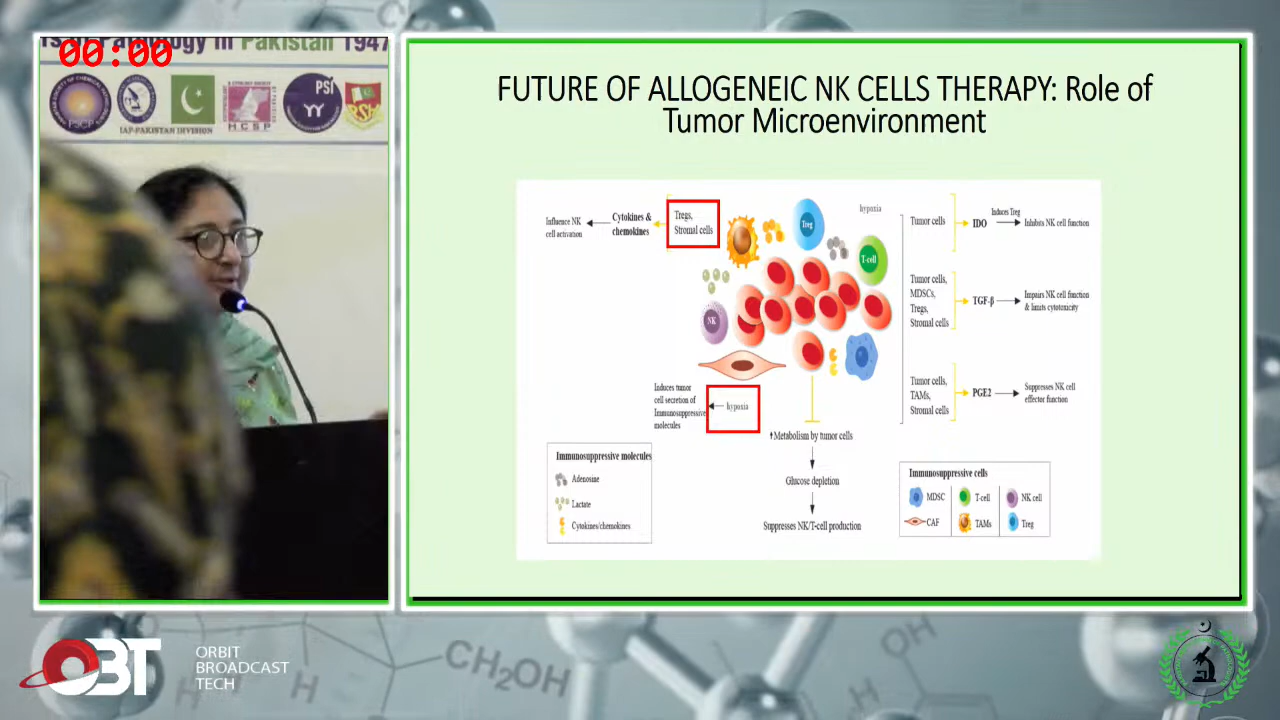 00:00
Pathology in Pakistan 1947
PSCP
IAP-PAKISTAN DIVISION
HCSP
PSI
FUTURE OF ALLOGENEIC NK CELLS THERAPY: Role of
Tumor Microenvironment
Influence NK
cell activation
Cytokines &
chemokines
Tregs,
Stromal cells
Treg
hypoxia
T-cell
NK
Tumor cells
IDO
Induces Treg
Inhibits NK cell function
Tumor cells,
MDSCs,
Tregs,
Stromal cells
TGF-β
Impairs NK cell function
& limits cytotoxicity
Tumor cells,
TAMs,
Stromal cells
PGE2
Suppresses NK cell
effector function
Induces tumor
cell secretion of
Immunosuppressive
molecules
hypoxia
Metabolism by tumor cells
Glucose depletion
Suppresses NK/T-cell production
Immunosuppressive molecules
Adenosine
Lactate
Cytokines/chemokines
Immunosuppressive cells
MDSC
T-cell
NK cell
CAF
TAMs
Treg
OBT
ORBIT
BROADCAST
TECH
CH2OH
H
H
H
OH